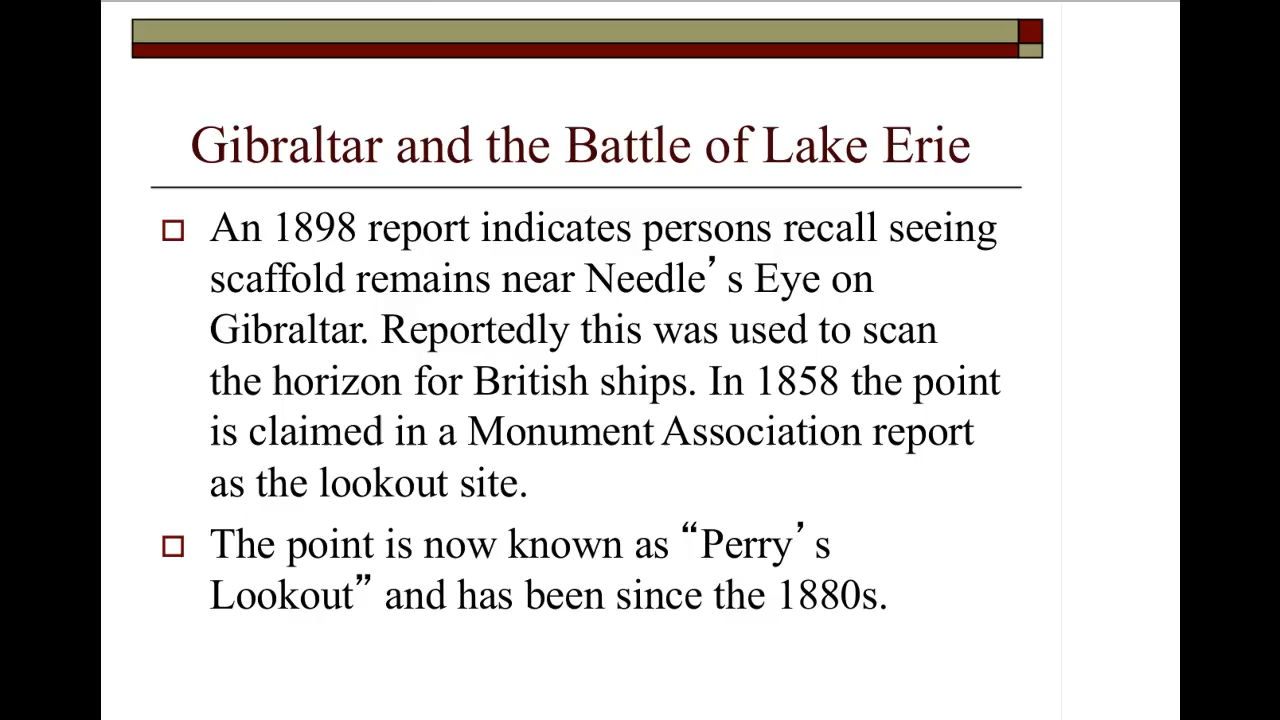 Gibraltar and the Battle of Lake Erie
An 1898 report indicates persons recall seeing
scaffold remains near Needle’s Eye on
Gibraltar. Reportedly this was used to scan
the horizon for British ships. In 1858 the point
is claimed in a Monument Association report
as the lookout site.
The point is now known as “Perry’s
Lookout” and has been since the 1880s.